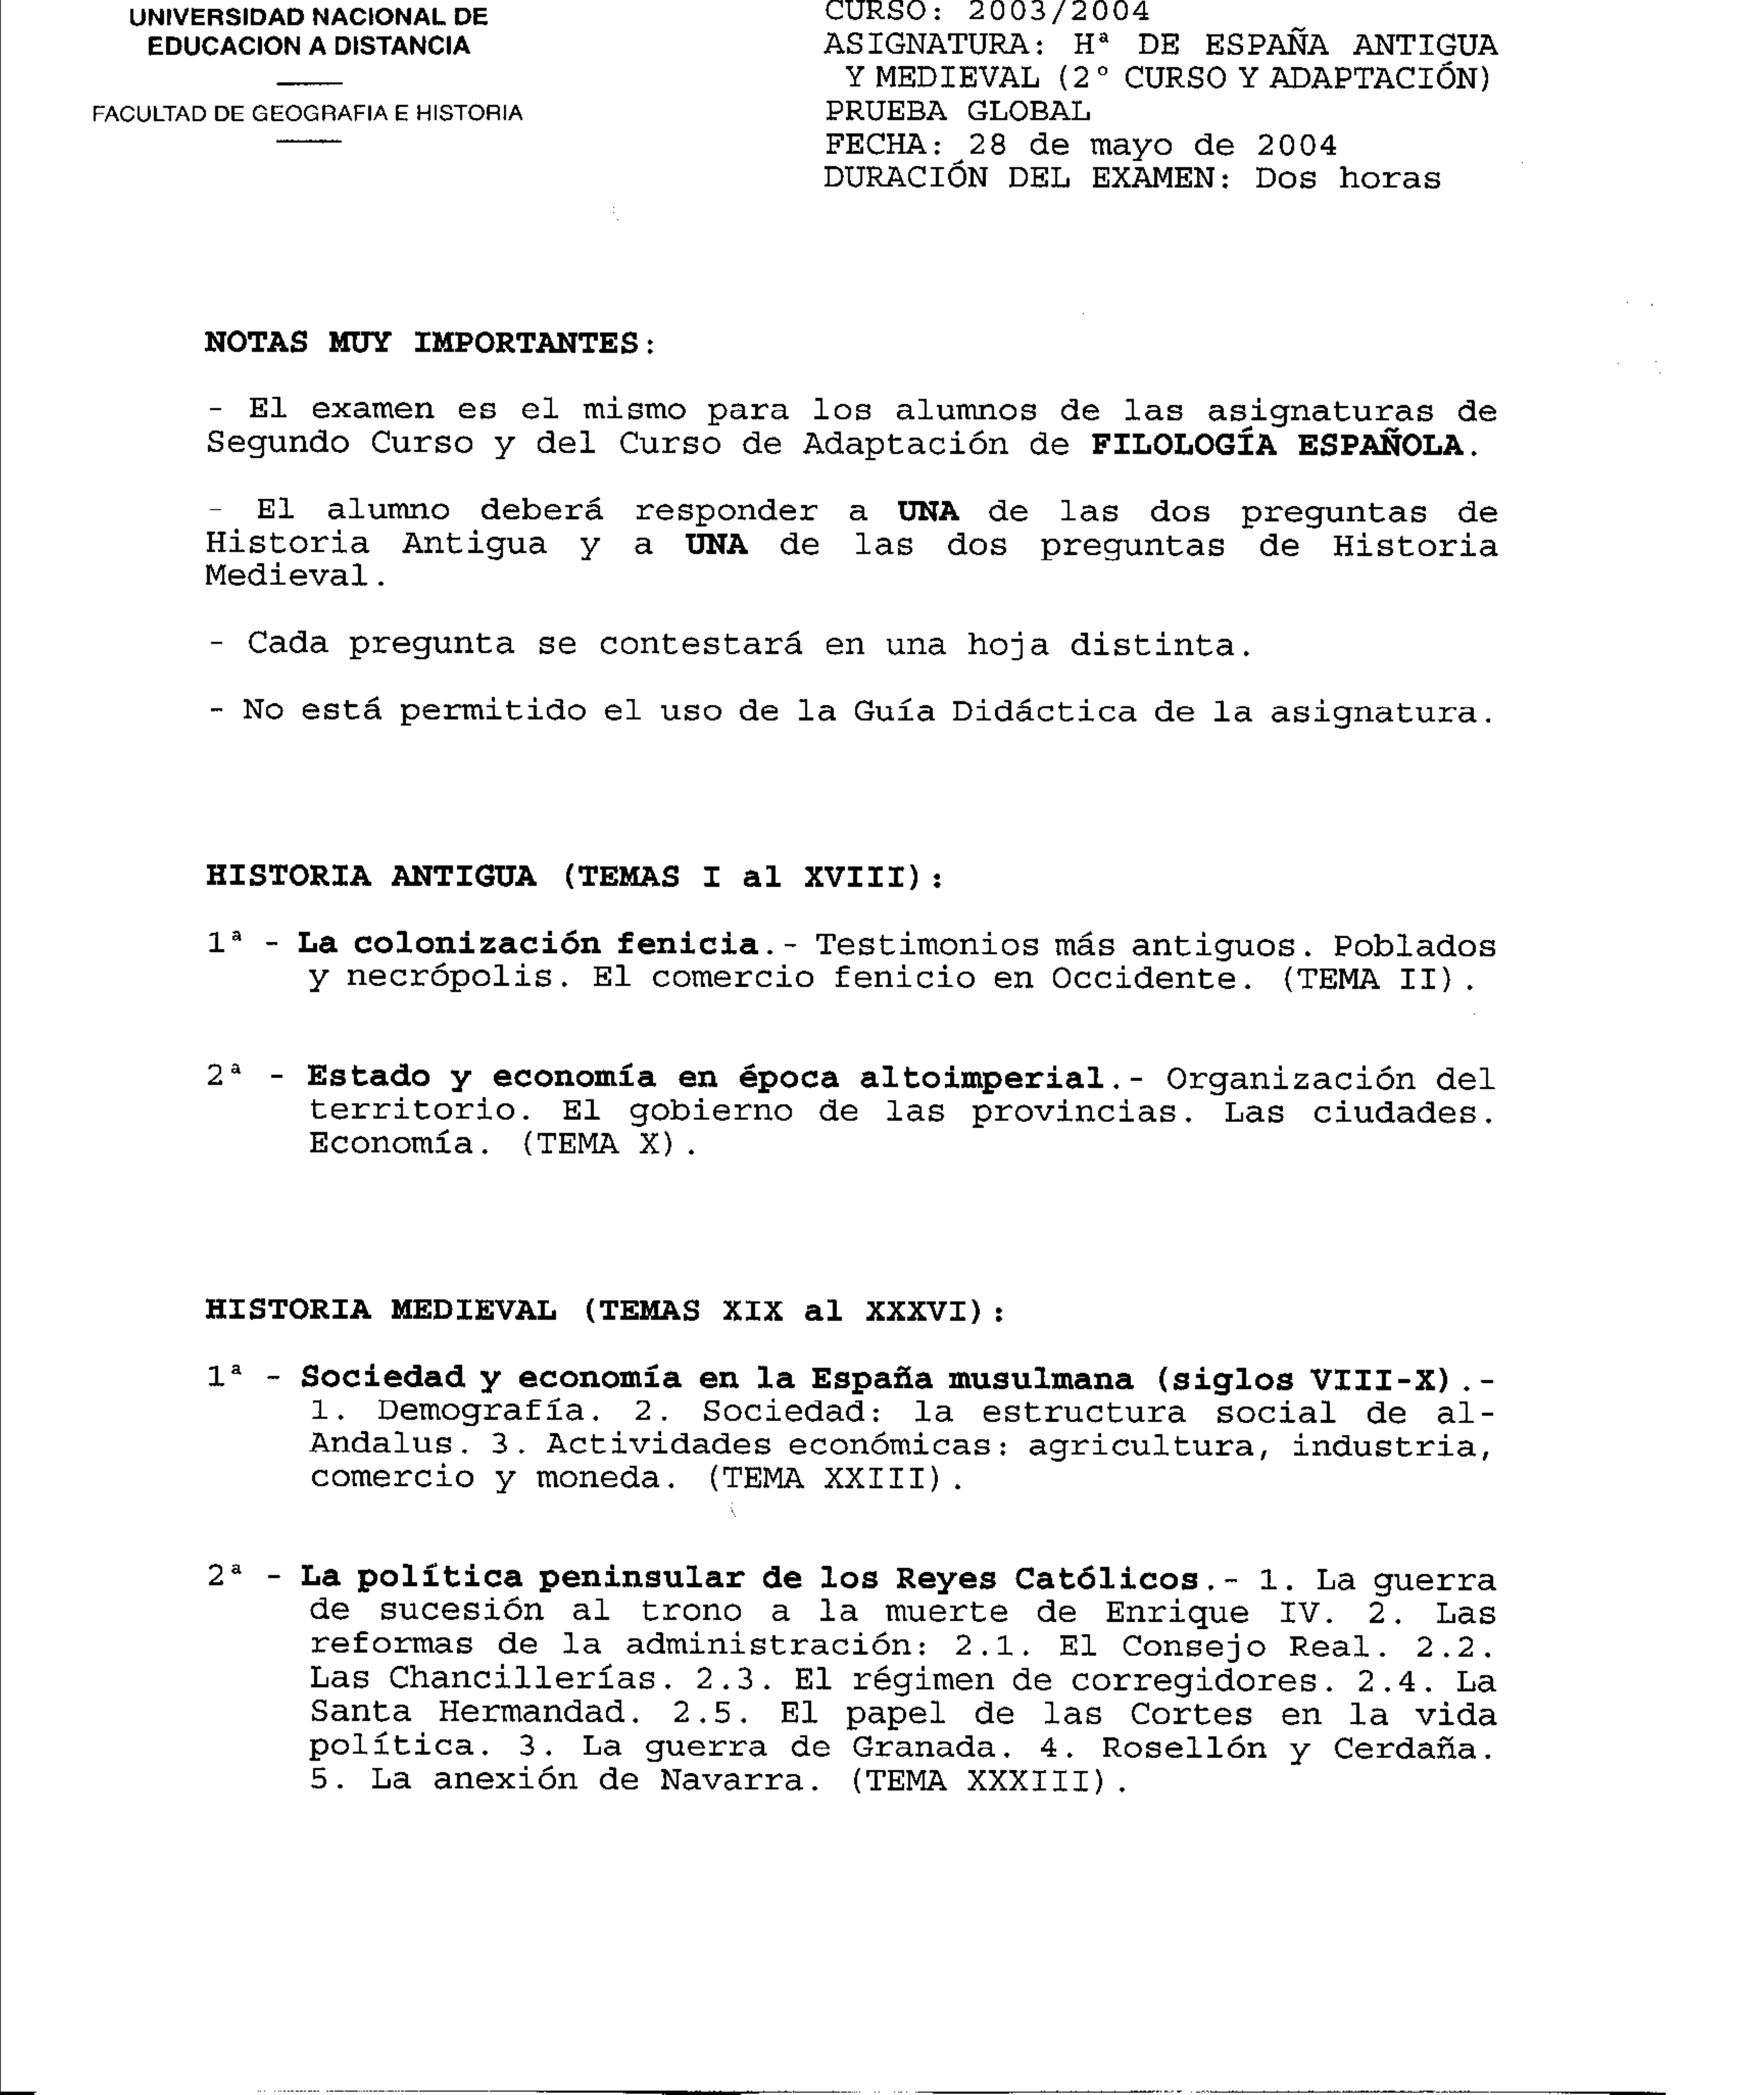 UNIVERSIDAD NACIONAL DE
EDUCACION A DISTANCIA
FACULTAD DE GEOGRAFIA E HISTORIA
CURSO: 2003/2004
ASIGNATURA: Hª DE ESPAÑA ANTIGUA
Y MEDIEVAL (2º CURSO Y ADAPTACIÓN)
PRUEBA GLOBAL
FECHA: 28 de mayo de 2004
DURACIÓN DEL EXAMEN: Dos horas
NOTAS MUY IMPORTANTES:
- El examen es el mismo para los alumnos de las asignaturas de
Segundo Curso y del Curso de Adaptación de FILOLOGÍA ESPAÑOLA.
- El alumno deberá responder a UNA de las dos preguntas de
Historia Antigua y a UNA de las dos preguntas de Historia
Medieval.
- Cada pregunta se contestará en una hoja distinta.
- No está permitido el uso de la Guía Didáctica de la asignatura.
HISTORIA ANTIGUA (TEMAS I al XVIII):
1ª - La colonización fenicia.- Testimonios más antiguos. Poblados
y necrópolis. El comercio fenicio en Occidente. (TEMA II).
2ª - Estado y economía en época altoimperial.- Organización del
territorio. El gobierno de las provincias. Las ciudades.
Economía. (TEMA X).
HISTORIA MEDIEVAL (TEMAS XIX al XXXVI):
1ª - Sociedad y economía en la España musulmana (siglos VIII-X).-
1. Demografía. 2. Sociedad: la estructura social de al-
Andalus. 3. Actividades económicas: agricultura, industria,
comercio y moneda. (TEMA XXIII).
2ª - La política peninsular de los Reyes Católicos.- 1. La guerra
de sucesión al trono a la muerte de Enrique IV. 2. Las
reformas de la administración: 2.1. El Consejo Real. 2.2.
Las Chancillerías. 2.3. El régimen de corregidores. 2.4. La
Santa Hermandad. 2.5. El papel de las Cortes en la vida
política. 3. La guerra de Granada. 4. Rosellón y Cerdaña.
5. La anexión de Navarra. (TEMA XXXIII).